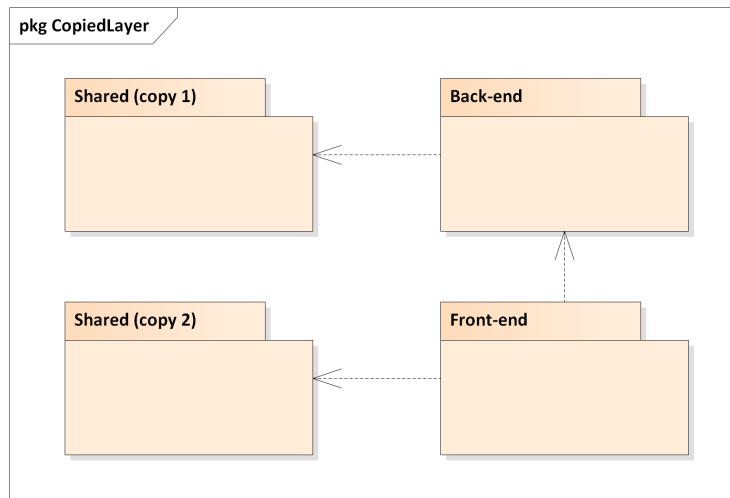 pkg CopiedLayer
Shared (copy 1)
Back-end
Shared (copy 2)
Front-end